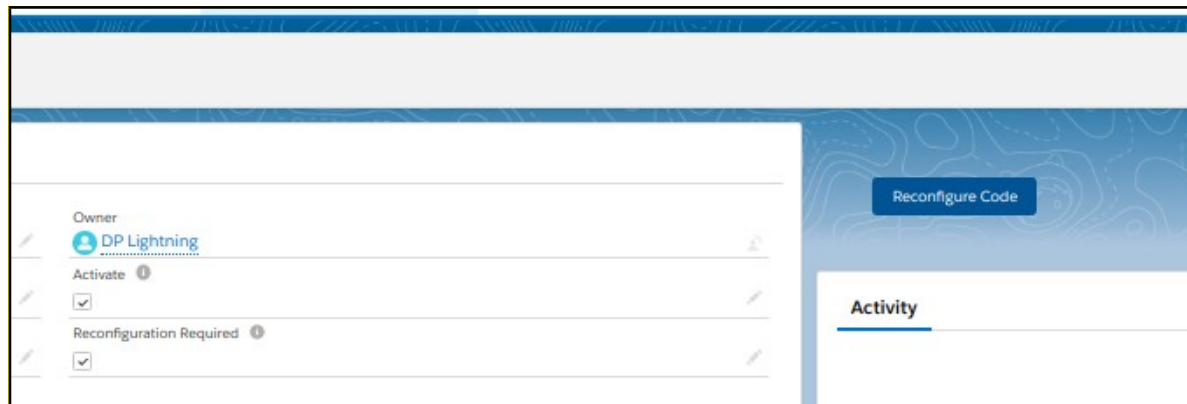 Owner
DP Lightning
Activate
Reconfiguration Required
Reconfigure Code
Activity